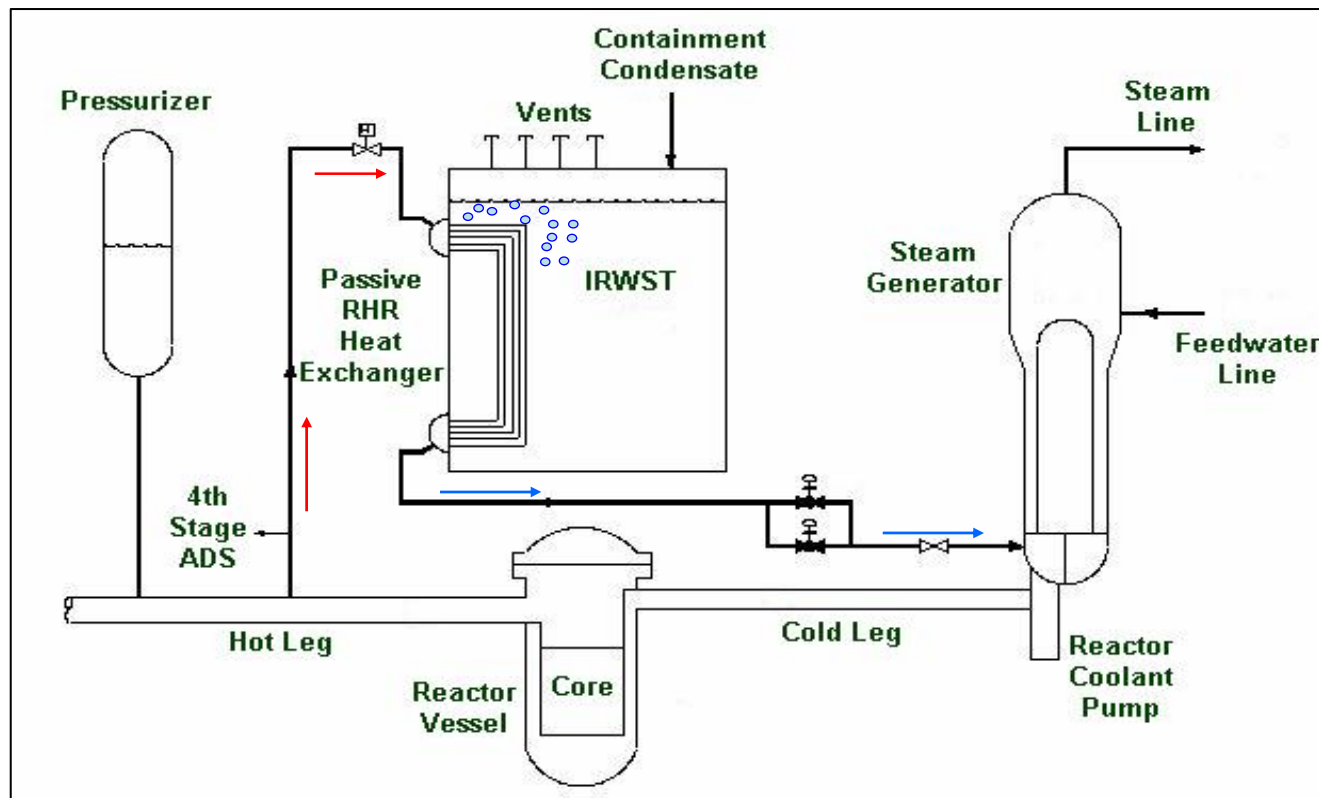 Containment
Condensate
Pressurizer
Vents
Steam
Line
Passive
RHR
Heat
Exchanger
IRWST
Steam
Generator
Feedwater
Line
4th
Stage
ADS
Hot Leg
Cold Leg
Reactor
Vessel
Core
Reactor
Coolant
Pump